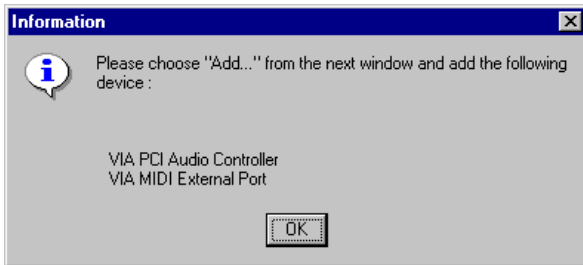 Information
Please choose "Add..." from the next window and add the following
device :
VIA PCI Audio Controller
VIA MIDI External Port
OK